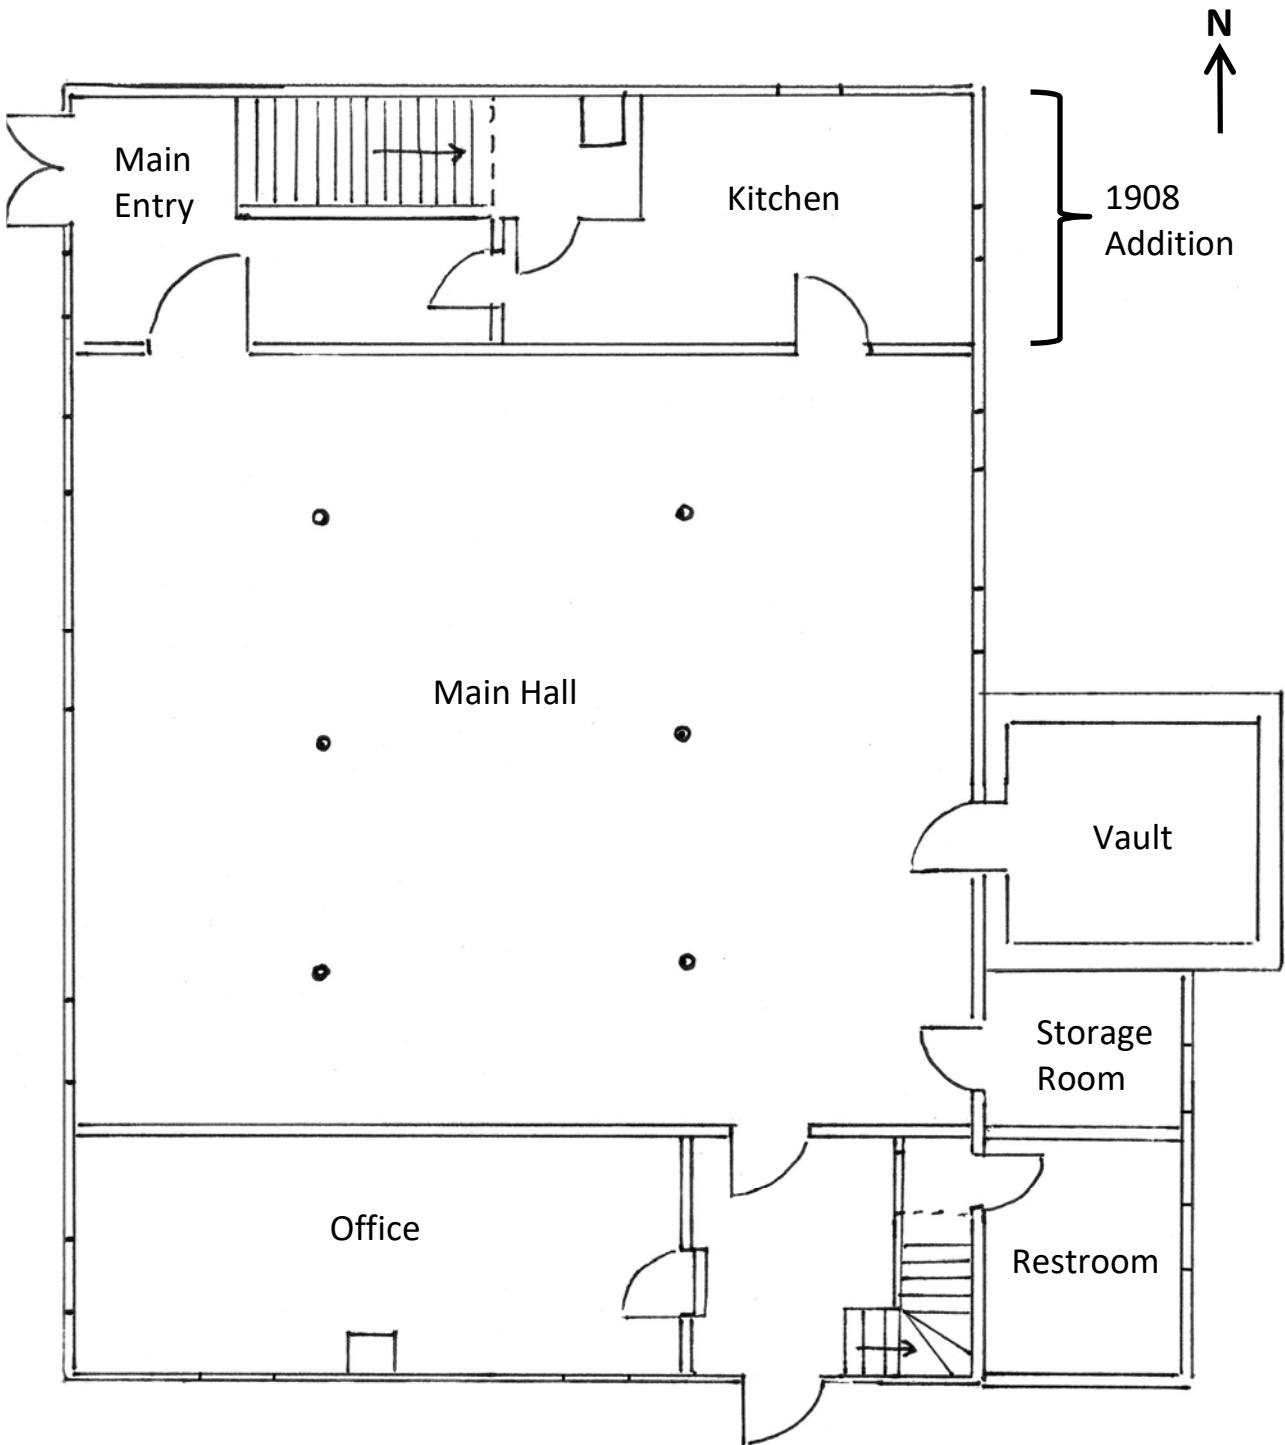 N
Main
Entry
Kitchen
1908
Addition
Main Hall
Vault
Storage
Room
Office
Restroom